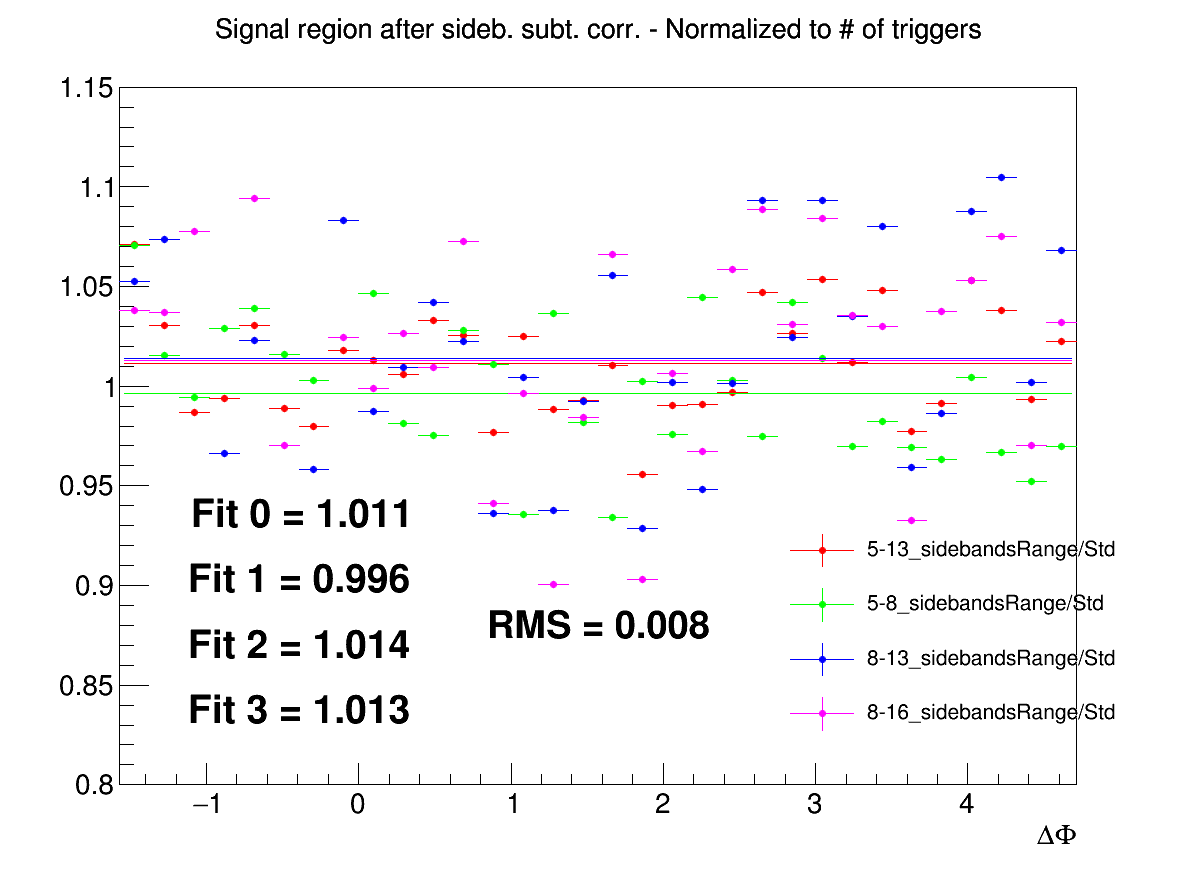 Signal region after sideb. subt. corr. - Normalized to # of triggers
1.15
1.1
1.05
1
0.95
0.9
0.85
0.8
Fit 0 = 1.011
Fit 1 = 0.996
Fit 2 = 1.014
Fit 3 = 1.013
RMS = 0.008
5-13_sidebandsRange/Std
5-8_sidebandsRange/Std
8-13_sidebandsRange/Std
8-16_sidebandsRange/Std
−1 0 1 2 3 4
ΔΦ